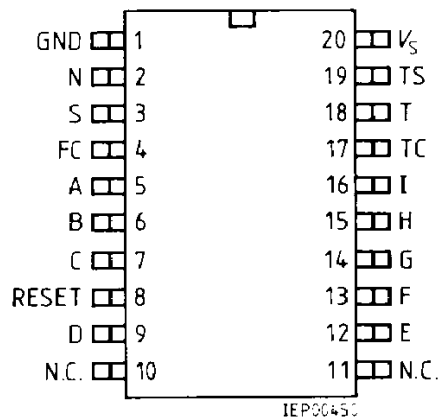 GND 1 20 VS
N 2 19 TS
S 3 18 T
FC 4 17 TC
A 5 16 I
B 6 15 H
C 7 14 G
RESET 8 13 F
D 9 12 E
N.C. 10 11 N.C.